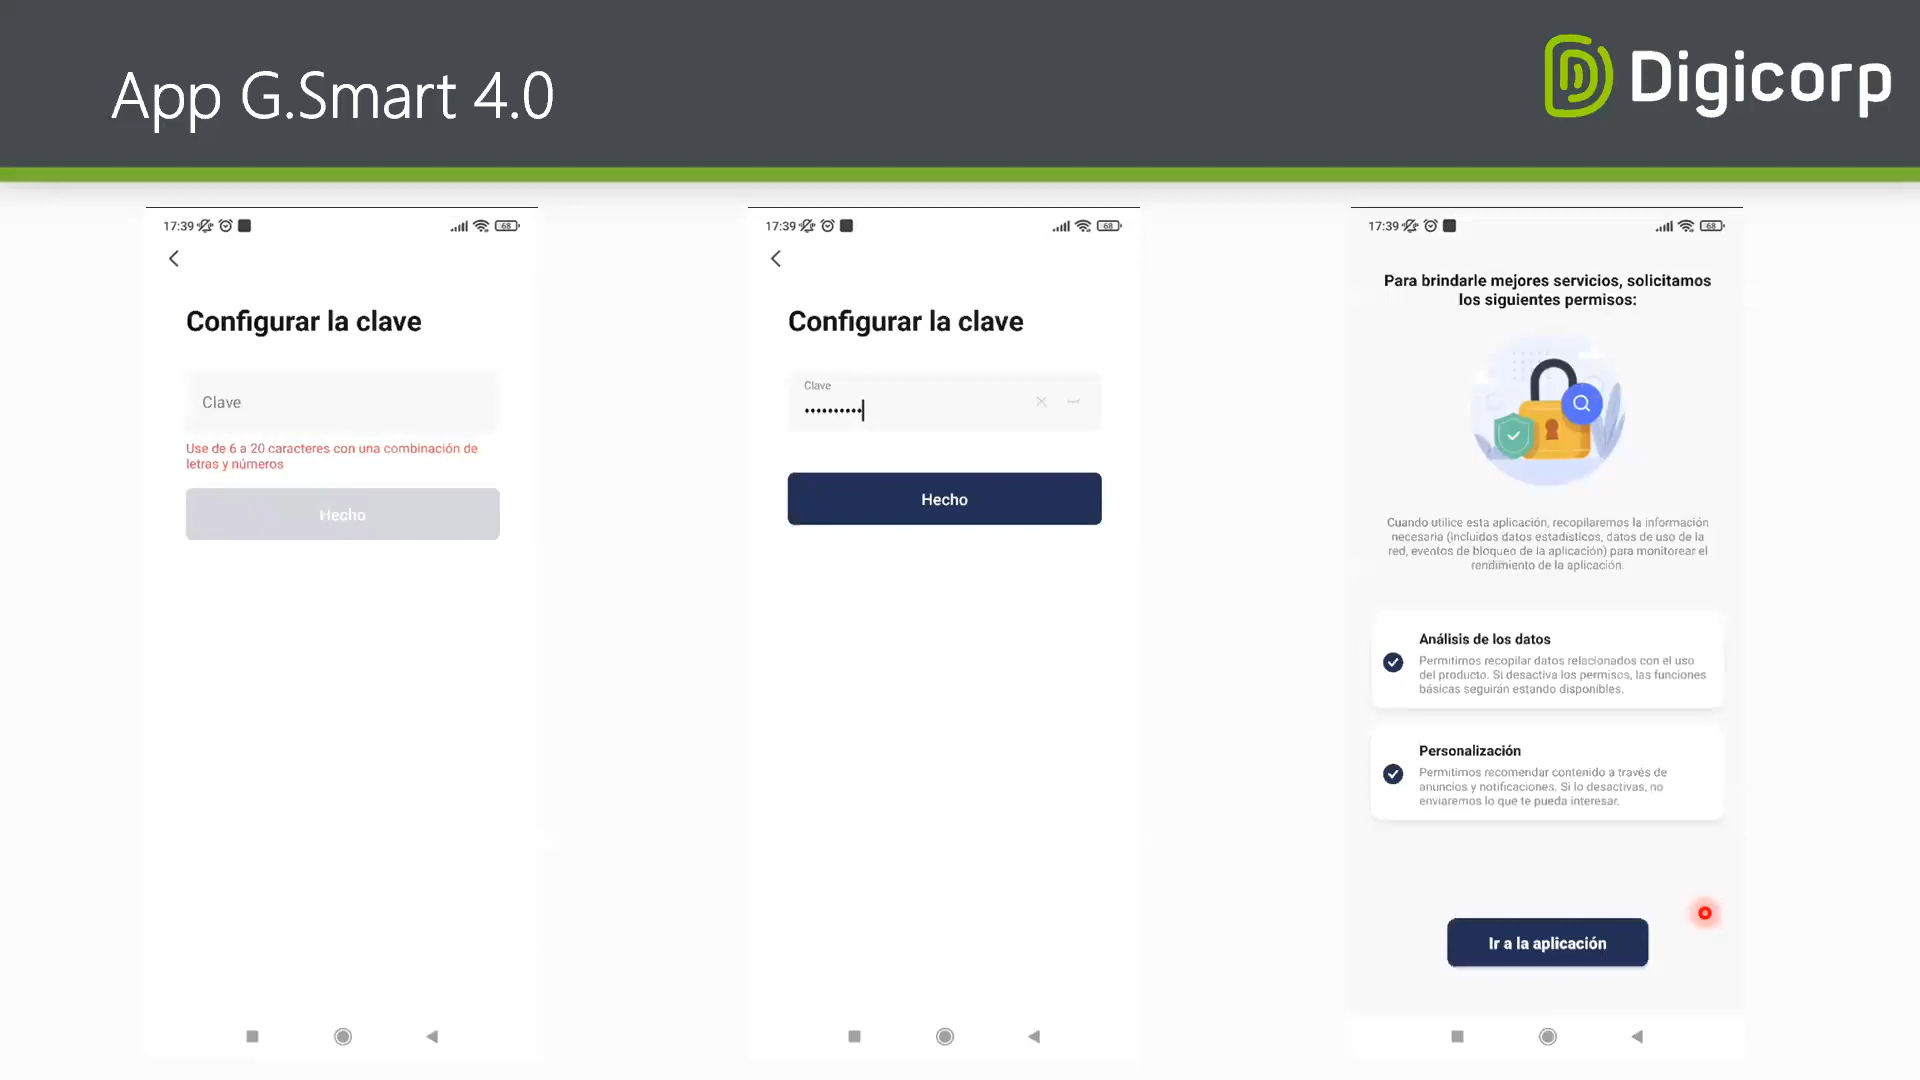 App G.Smart 4.0
Digicorp
17:39
68
Configurar la clave
Clave
Use de 6 a 20 caracteres con una combinación de
letras y números
Hecho
17:39
68
Configurar la clave
Clave
••••••••••
Hecho
17:39
68
Para brindarle mejores servicios, solicitamos
los siguientes permisos:
Cuando utilice esta aplicación, recopilaremos la información
necesaria (incluidos datos estadísticos, datos de uso de la
red, eventos de bloqueo de la aplicación) para monitorear el
rendimiento de la aplicación.
Análisis de los datos
Permitirnos recopilar datos relacionados con el uso
del producto. Si desactiva los permisos, las funciones
básicas seguirán estando disponibles.
Personalización
Permitirnos recomendar contenido a través de
anuncios y notificaciones. Si lo desactivas, no
enviaremos lo que te pueda interesar.
Ir a la aplicación